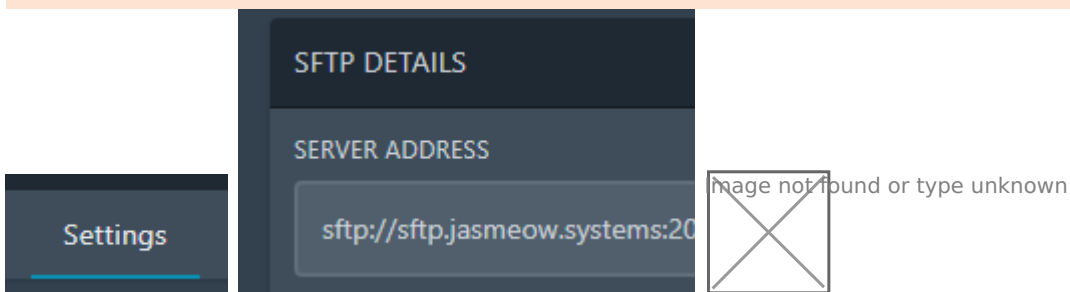 SFTP DETAILS
SERVER ADDRESS
sftp://sftp.jasmeow.systems:20
Settings
Image not found or type unknown